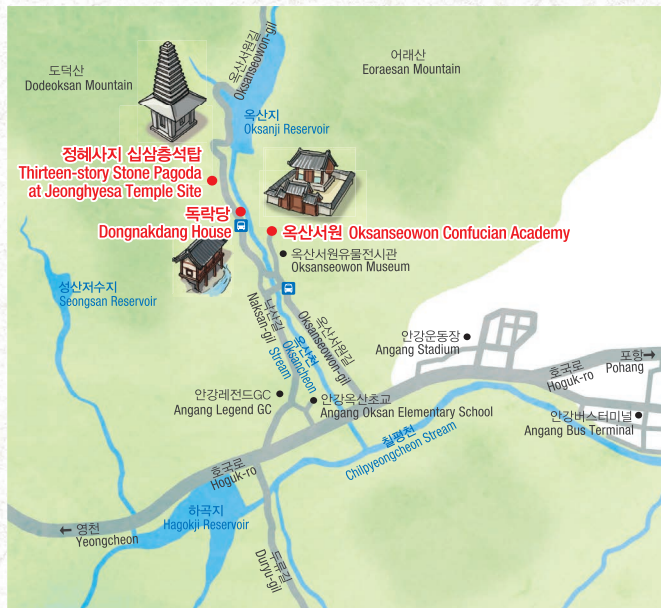 도덕산
Dodeoksan Mountain
옥산서원길
Oksanseowon-gil
어래산
Eoraesan Mountain
옥산지
Oksanji Reservoir
정혜사지 십삼층석탑
Thirteen-story Stone Pagoda
at Jeonghyesa Temple Site
독락당
Dongnakdang House
옥산서원 Oksanseowon Confucian Academy
옥산서원유물전시관
Oksanseowon Museum
성산저수지
Seongsan Reservoir
낙산길
Naksan-gil
옥산천
Oksancheon
Stream
옥산서원길
Oksanseowon-gil
안강운동장
Angang Stadium
호국로
Hoguk-ro
포항→
Pohang
안강레전드GC
Angang Legend GC
안강옥산초교
Angang Oksan Elementary School
안강버스터미널
Angang Bus Terminal
칠평천
Chilpyeongcheon Stream
호국로
Hoguk-ro
하곡지
Hagokji Reservoir
← 영천
Yeongcheon
두류길
Duryu-gil